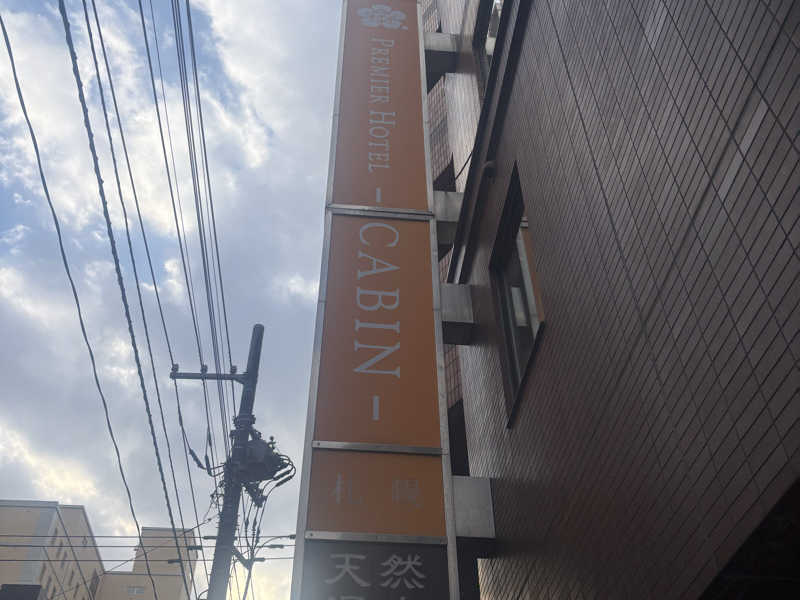 PREMIER HOTEL
- CABIN -
札幌
天然